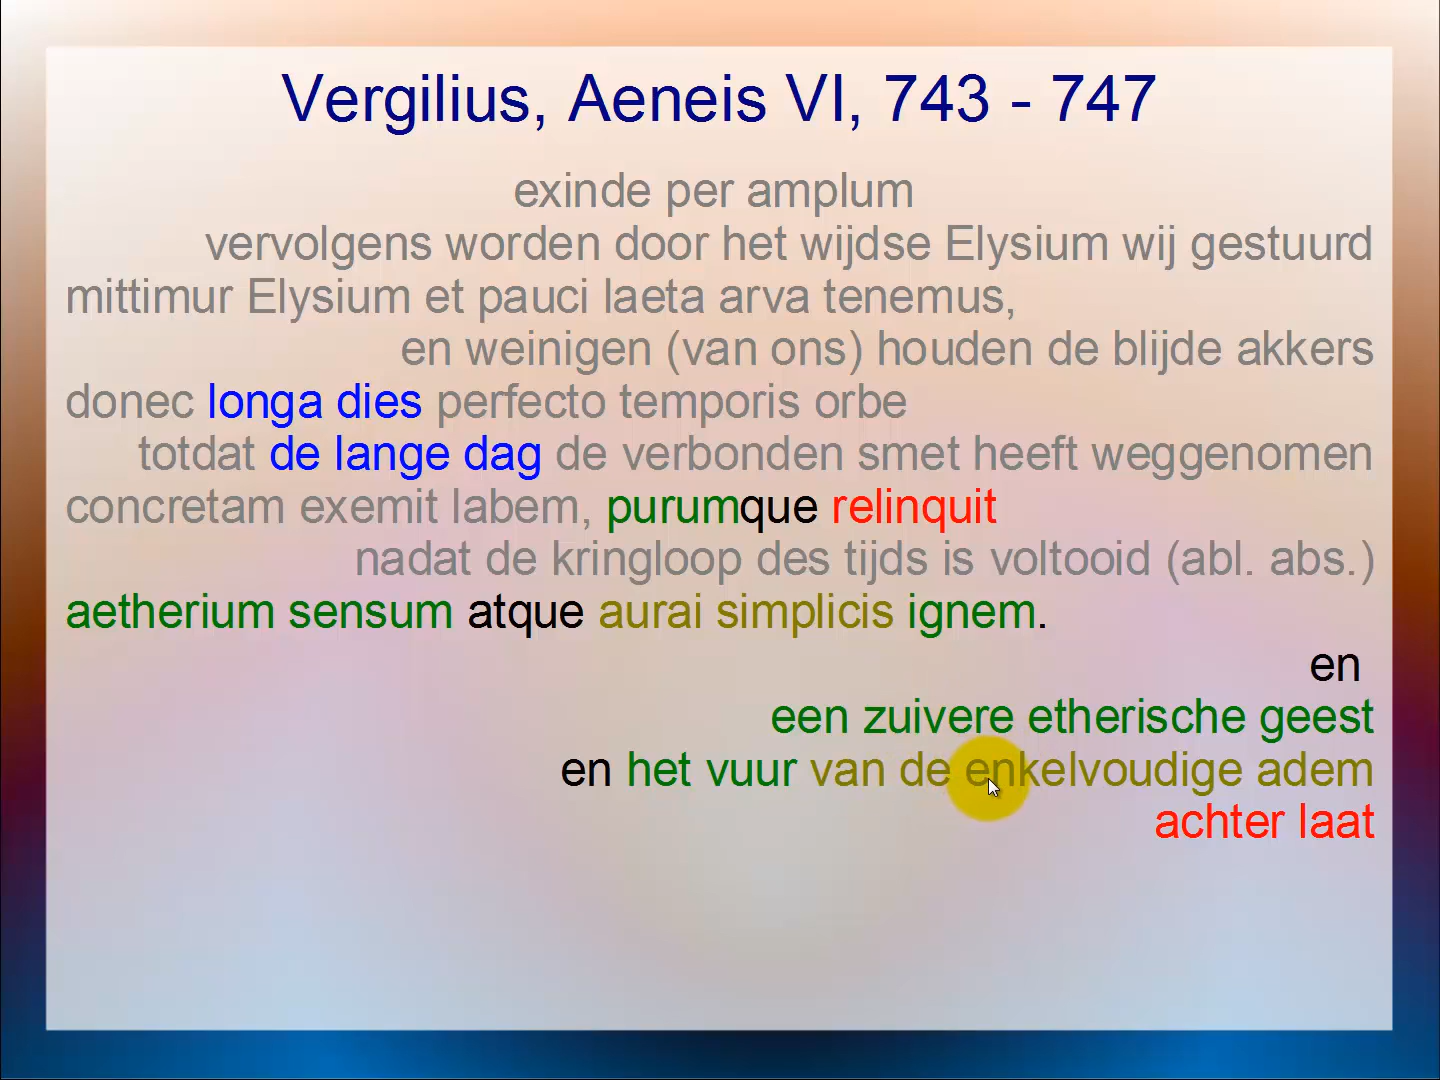 Vergilius, Aeneis VI, 743 - 747
exinde per amplum
vervolgens worden door het wijdse Elysium wij gestuurd
mittimur Elysium et pauci laeta arva tenemus,
en weinigen (van ons) houden de blijde akkers
donec longa dies perfecto temporis orbe
totdat de lange dag de verbonden smet heeft weggenomen
concretam exemit labem, purumque relinquit
nadat de kringloop des tijds is voltooid (abl. abs.)
aetherium sensum atque aurai simplicis ignem.
en
een zuivere etherische geest
en het vuur van de enkelvoudige adem
achter laat